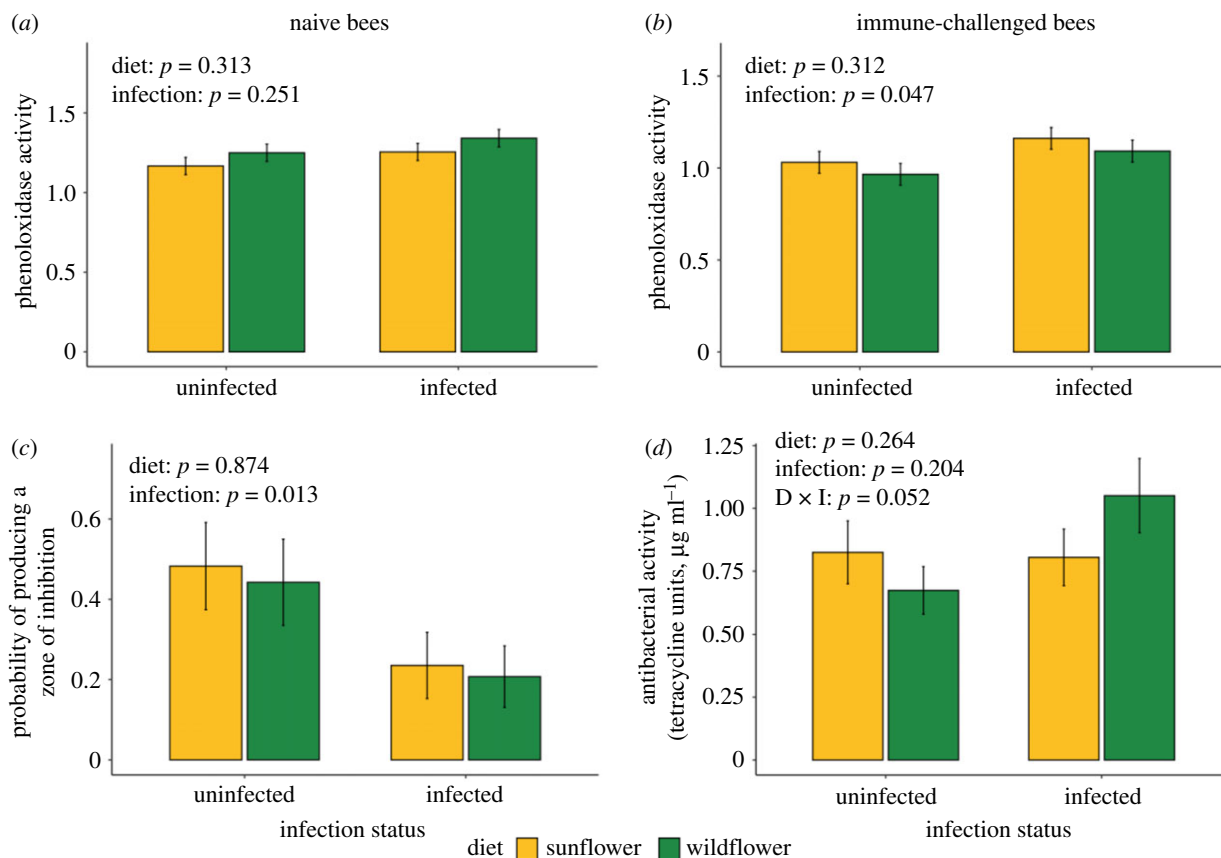 (a) naive bees
diet: p = 0.313
infection: p = 0.251
phenoloxidase activity
1.5
1.0
0.5
0
uninfected infected
(b) immune-challenged bees
diet: p = 0.312
infection: p = 0.047
phenoloxidase activity
1.5
1.0
0.5
0
uninfected infected
(c)
diet: p = 0.874
infection: p = 0.013
probability of producing a
zone of inhibition
0.6
0.4
0.2
0
uninfected infected
infection status
(d)
diet: p = 0.264
infection: p = 0.204
D × I: p = 0.052
antibacterial activity
(tetracycline units, µg ml⁻¹)
1.25
1.00
0.75
0.50
0.25
0
uninfected infected
infection status
diet sunflower wildflower